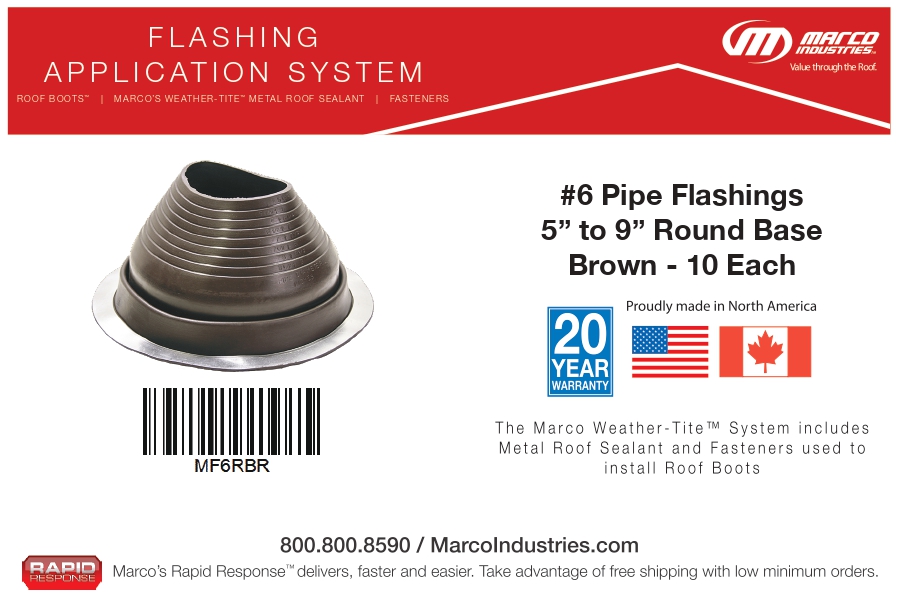 FLASHING
APPLICATION SYSTEM
ROOF BOOTS™ | MARCO'S WEATHER-TITE™ METAL ROOF SEALANT | FASTENERS
MARCO
INDUSTRIES™
Value through the Roof.
#6 Pipe Flashings
5” to 9” Round Base
Brown - 10 Each
Proudly made in North America
20
YEAR
WARRANTY
MF6RBR
The Marco Weather-Tite™ System includes
Metal Roof Sealant and Fasteners used to
install Roof Boots
800.800.8590 / MarcoIndustries.com
RAPID
RESPONSE
Marco's Rapid Response™ delivers, faster and easier. Take advantage of free shipping with low minimum orders.